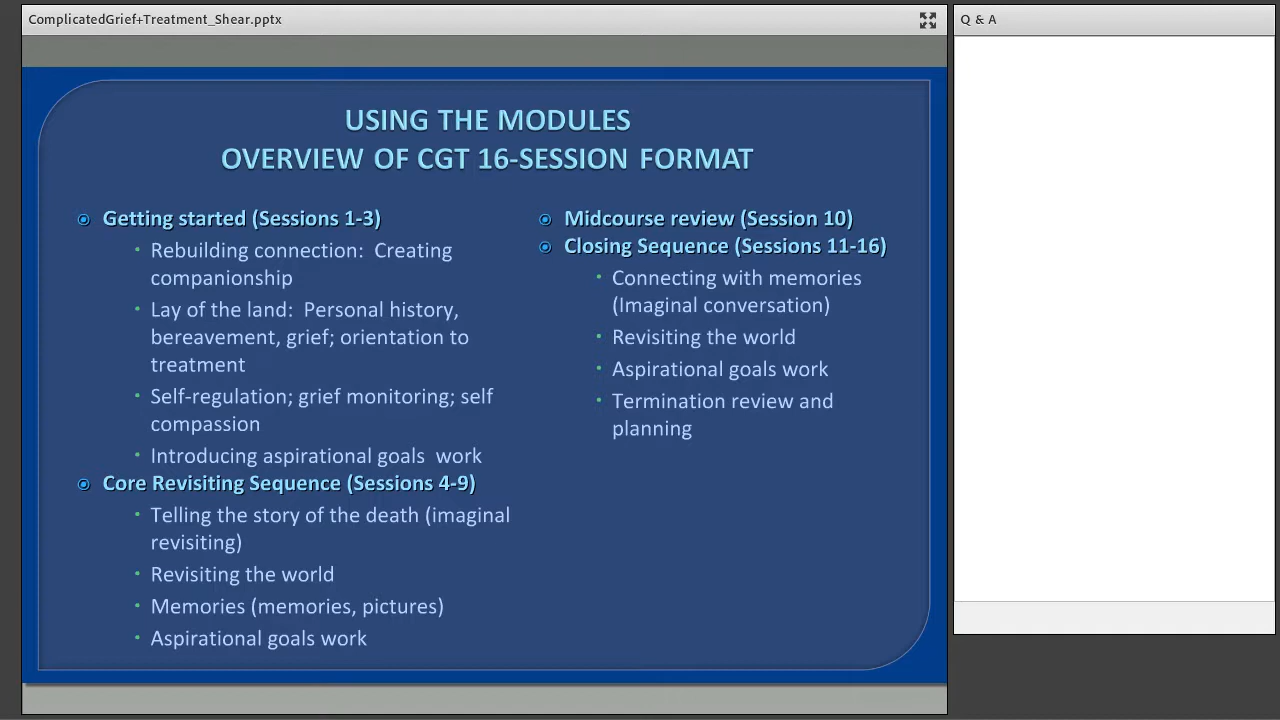 ComplicatedGrief+Treatment_Shear.pptx
Q & A
USING THE MODULES
OVERVIEW OF CGT 16-SESSION FORMAT
Getting started (Sessions 1-3)
Rebuilding connection: Creating
companionship
Lay of the land: Personal history,
bereavement, grief; orientation to
treatment
Self-regulation; grief monitoring; self
compassion
Introducing aspirational goals work
Core Revisiting Sequence (Sessions 4-9)
Telling the story of the death (imaginal
revisiting)
Revisiting the world
Memories (memories, pictures)
Aspirational goals work
Midcourse review (Session 10)
Closing Sequence (Sessions 11-16)
Connecting with memories
(Imaginal conversation)
Revisiting the world
Aspirational goals work
Termination review and
planning